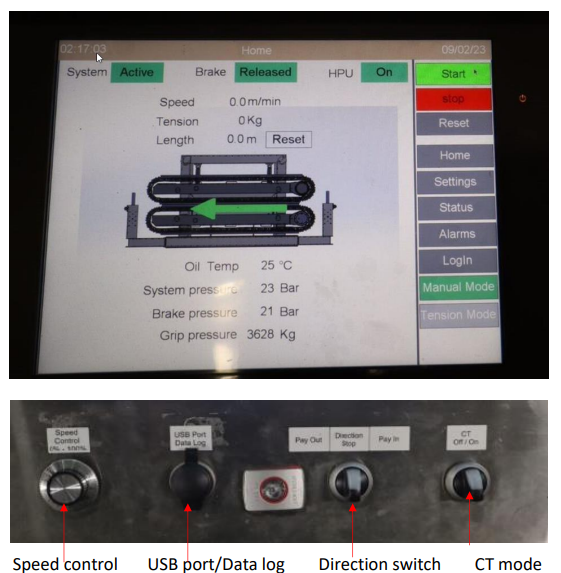 02:17:03 Home 09/02/23
System Active Brake Released HPU On
Start
stop
Speed 0.0 m/min
Tension 0 Kg
Length 0.0 m Reset
Reset
Home
Settings
Status
Alarms
LogIn
Manual Mode
Tension Mode
Oil Temp 25 °C
System pressure 23 Bar
Brake pressure 21 Bar
Grip pressure 3628 Kg
Speed
Control
0% - 100%
USB Port
Data Log
Pay Out
Direction
Stop
Pay In
CT
Off / On
Speed control USB port/Data log Direction switch CT mode